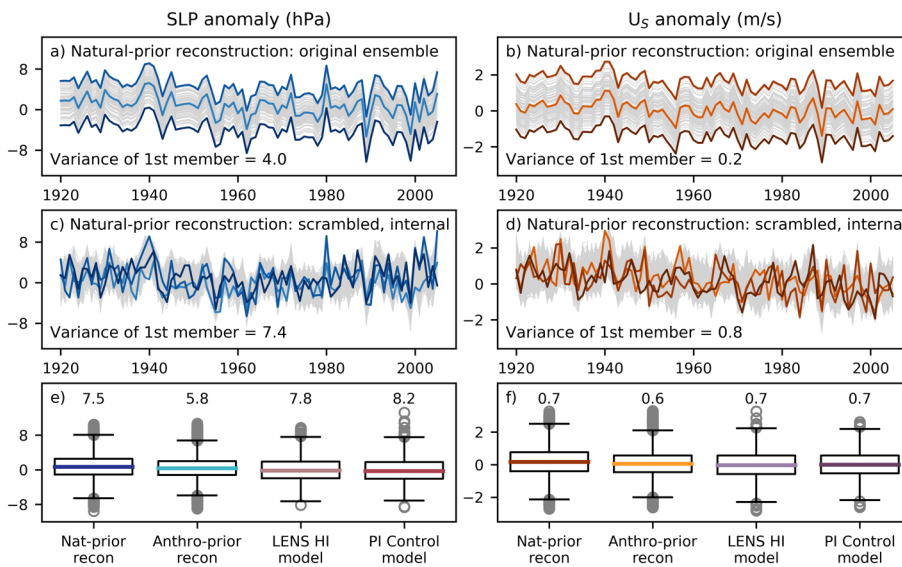 SLP anomaly (hPa)
U_S anomaly (m/s)
a) Natural-prior reconstruction: original ensemble
8
0
−8
Variance of 1st member = 4.0
1920 1940 1960 1980 2000
b) Natural-prior reconstruction: original ensemble
2
0
−2
Variance of 1st member = 0.2
1920 1940 1960 1980 2000
c) Natural-prior reconstruction: scrambled, internal
8
0
−8
Variance of 1st member = 7.4
1920 1940 1960 1980 2000
d) Natural-prior reconstruction: scrambled, interna
2
0
−2
Variance of 1st member = 0.8
1920 1940 1960 1980 2000
e) 7.5 5.8 7.8 8.2
8
0
−8
Nat-prior recon
Anthro-prior recon
LENS HI model
PI Control model
f) 0.7 0.6 0.7 0.7
2
0
−2
Nat-prior recon
Anthro-prior recon
LENS HI model
PI Control model